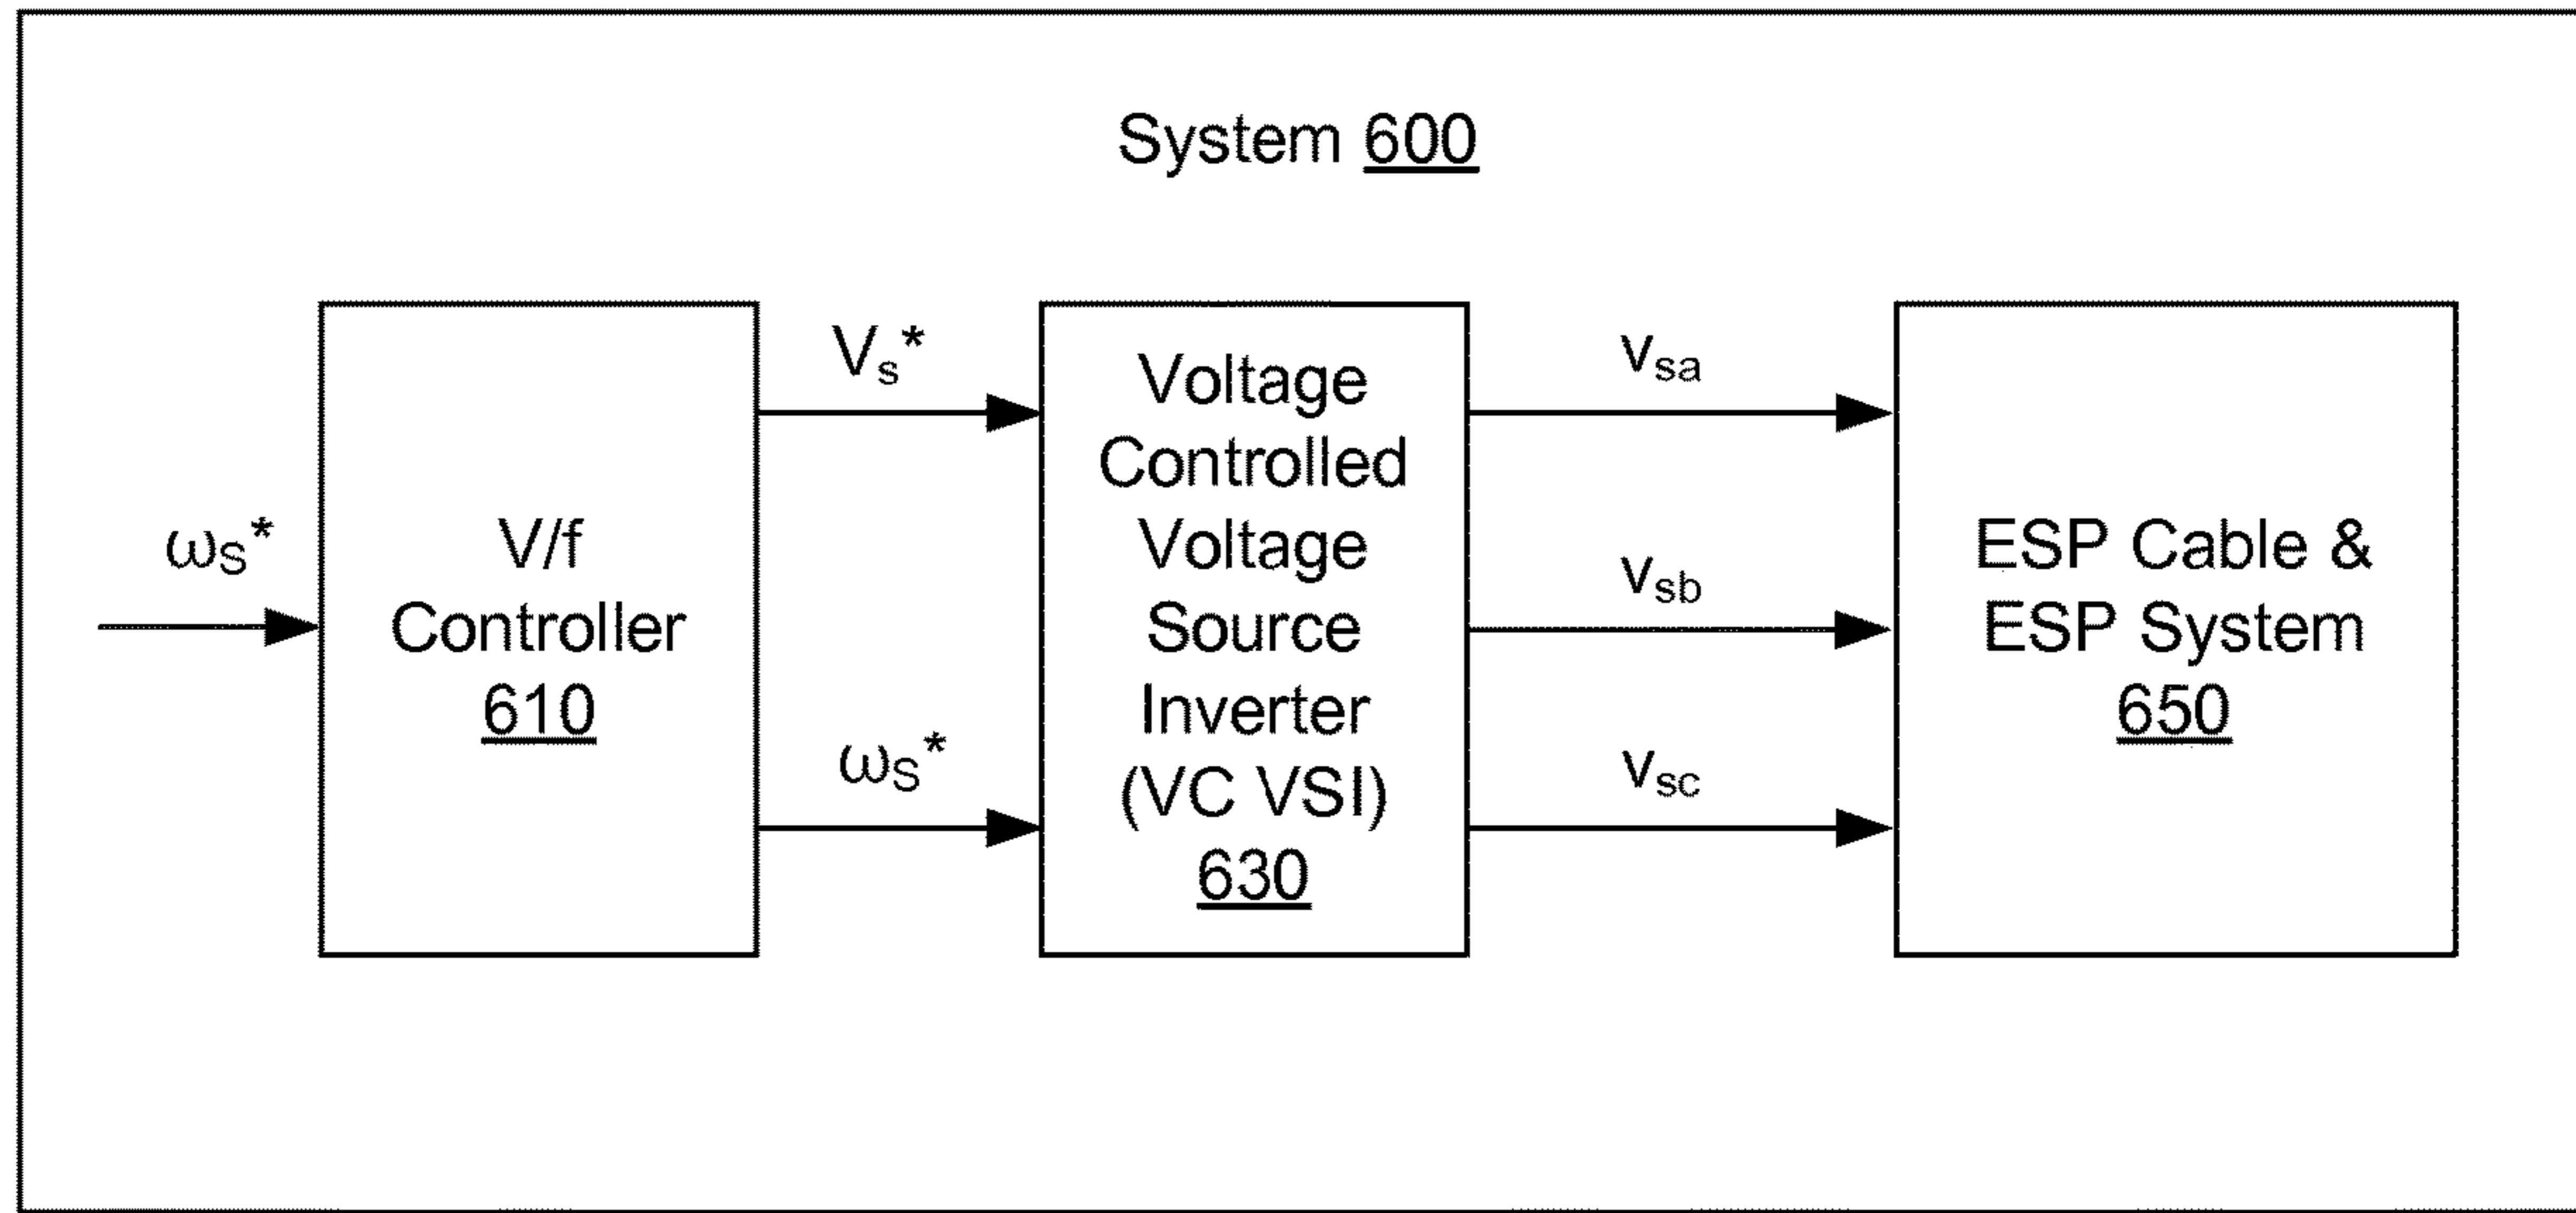 System 600
ωS*
V/f
Controller
610
Vs*
ωS*
Voltage
Controlled
Voltage
Source
Inverter
(VC VSI)
630
vsa
vsb
vsc
ESP Cable &
ESP System
650